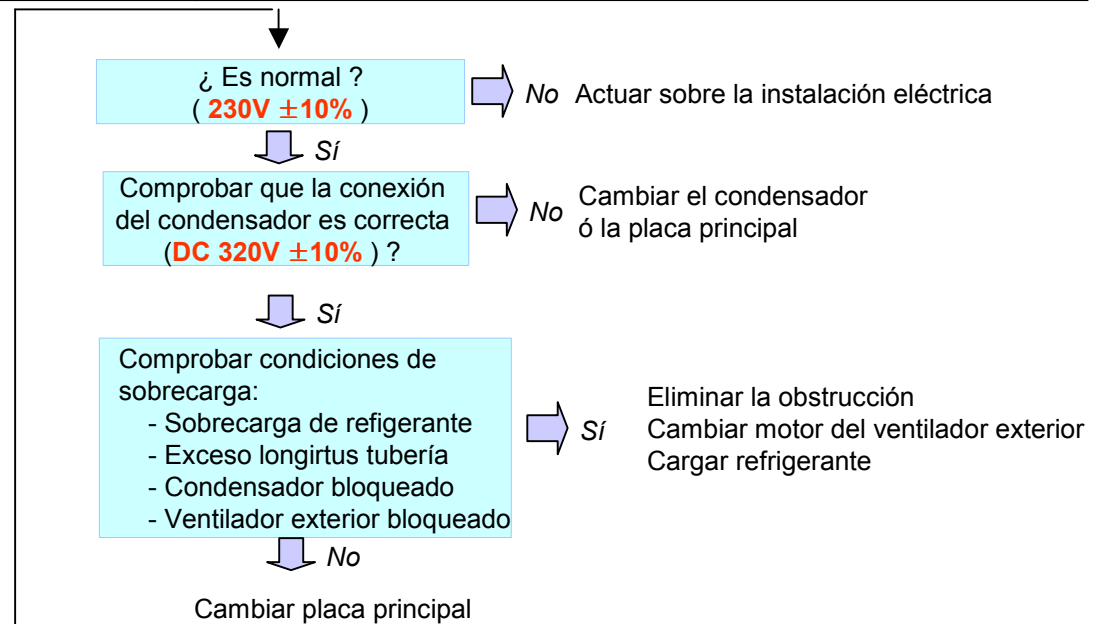 ¿ Es normal ?
( 230V ±10% )
No Actuar sobre la instalación eléctrica
Sí
Comprobar que la conexión
del condensador es correcta
(DC 320V ±10% ) ?
No Cambiar el condensador
ó la placa principal
Sí
Comprobar condiciones de
sobrecarga:
- Sobrecarga de refigerante
- Exceso longirtus tubería
- Condensador bloqueado
- Ventilador exterior bloqueado
Sí
Eliminar la obstrucción
Cambiar motor del ventilador exterior
Cargar refrigerante
No
Cambiar placa principal